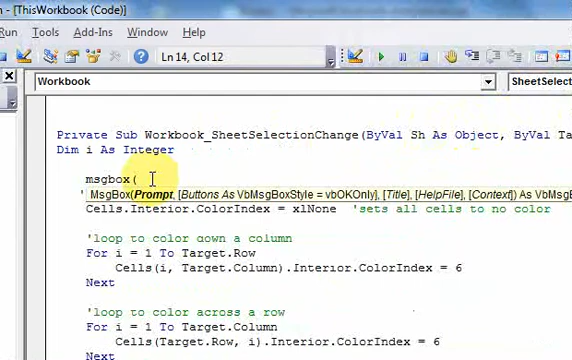 - [ThisWorkbook (Code)]
Run Tools Add-Ins Window Help
Ln 14, Col 12
Workbook SheetSelec
Private Sub Workbook_SheetSelectionChange(ByVal Sh As Object, ByVal Ta
Dim i As Integer
msgbox(
' MsgBox(Prompt, [Buttons As VbMsgBoxStyle = vbOKOnly], [Title], [HelpFile], [Context]) As VbMsgB
Cells.Interior.ColorIndex = xlNone 'sets all cells to no color
'loop to color down a column
For i = 1 To Target.Row
Cells(i, Target.Column).Interior.ColorIndex = 6
Next
'loop to color across a row
For i = 1 To Target.Column
Cells(Target.Row, i).Interior.ColorIndex = 6
Next